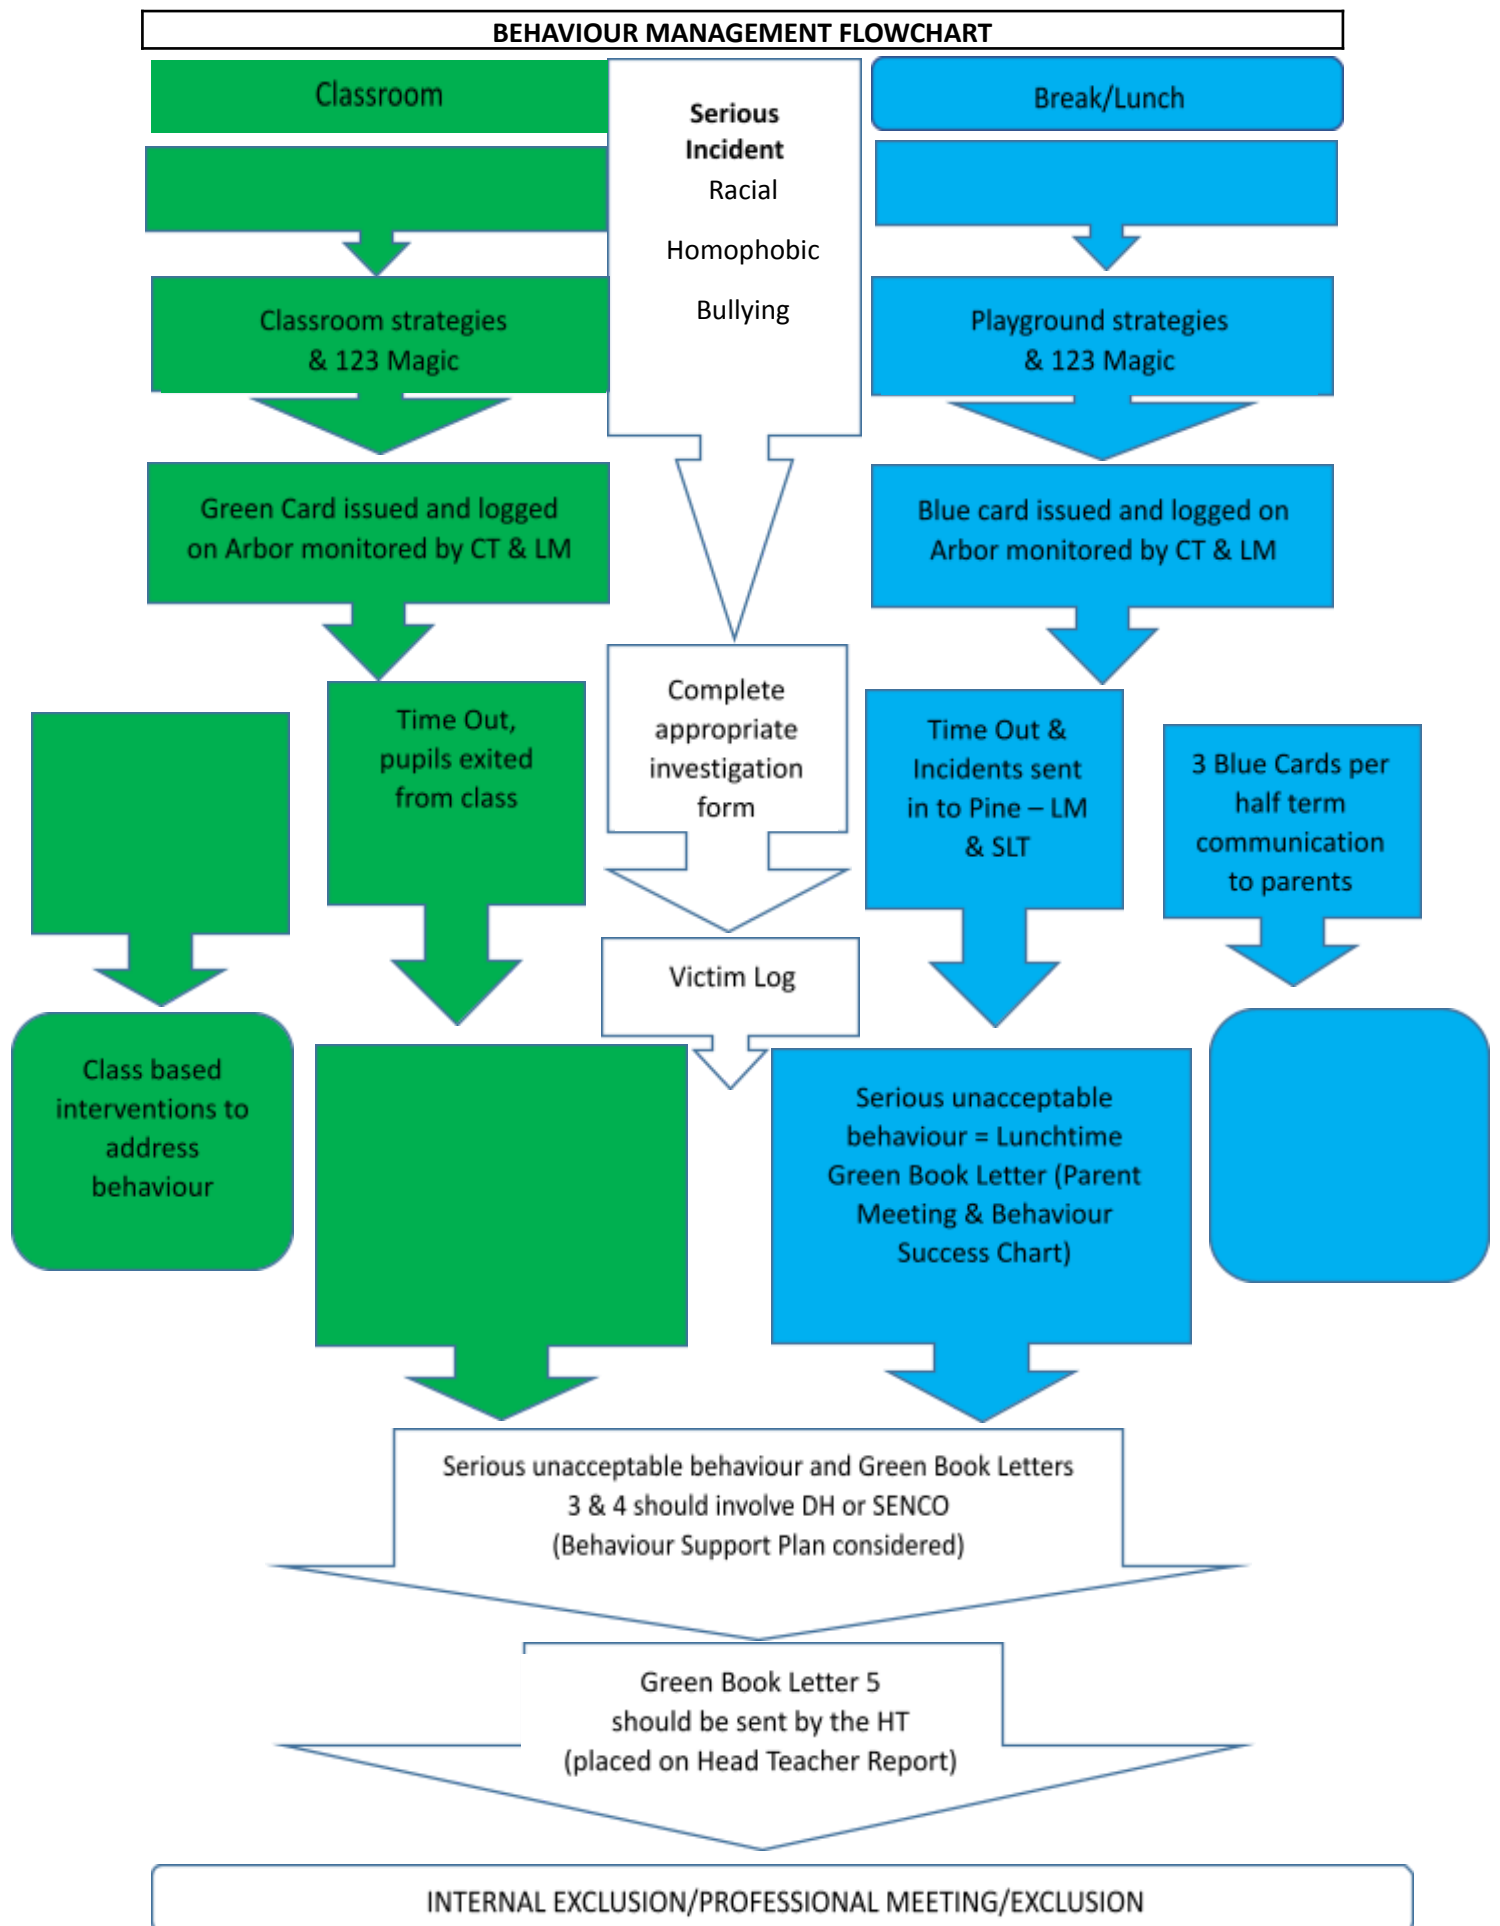 BEHAVIOUR MANAGEMENT FLOWCHART
Classroom
Serious
Incident
Racial
Homophobic
Bullying
Break/Lunch
Classroom strategies
& 123 Magic
Playground strategies
& 123 Magic
Green Card issued and logged
on Arbor monitored by CT & LM
Blue card issued and logged on
Arbor monitored by CT & LM
Time Out,
pupils exited
from class
Complete
appropriate
investigation
form
Time Out &
Incidents sent
in to Pine – LM
& SLT
3 Blue Cards per
half term
communication
to parents
Victim Log
Class based
interventions to
address
behaviour
Serious unacceptable
behaviour = Lunchtime
Green Book Letter (Parent
Meeting & Behaviour
Success Chart)
Serious unacceptable behaviour and Green Book Letters
3 & 4 should involve DH or SENCO
(Behaviour Support Plan considered)
Green Book Letter 5
should be sent by the HT
(placed on Head Teacher Report)
INTERNAL EXCLUSION/PROFESSIONAL MEETING/EXCLUSION